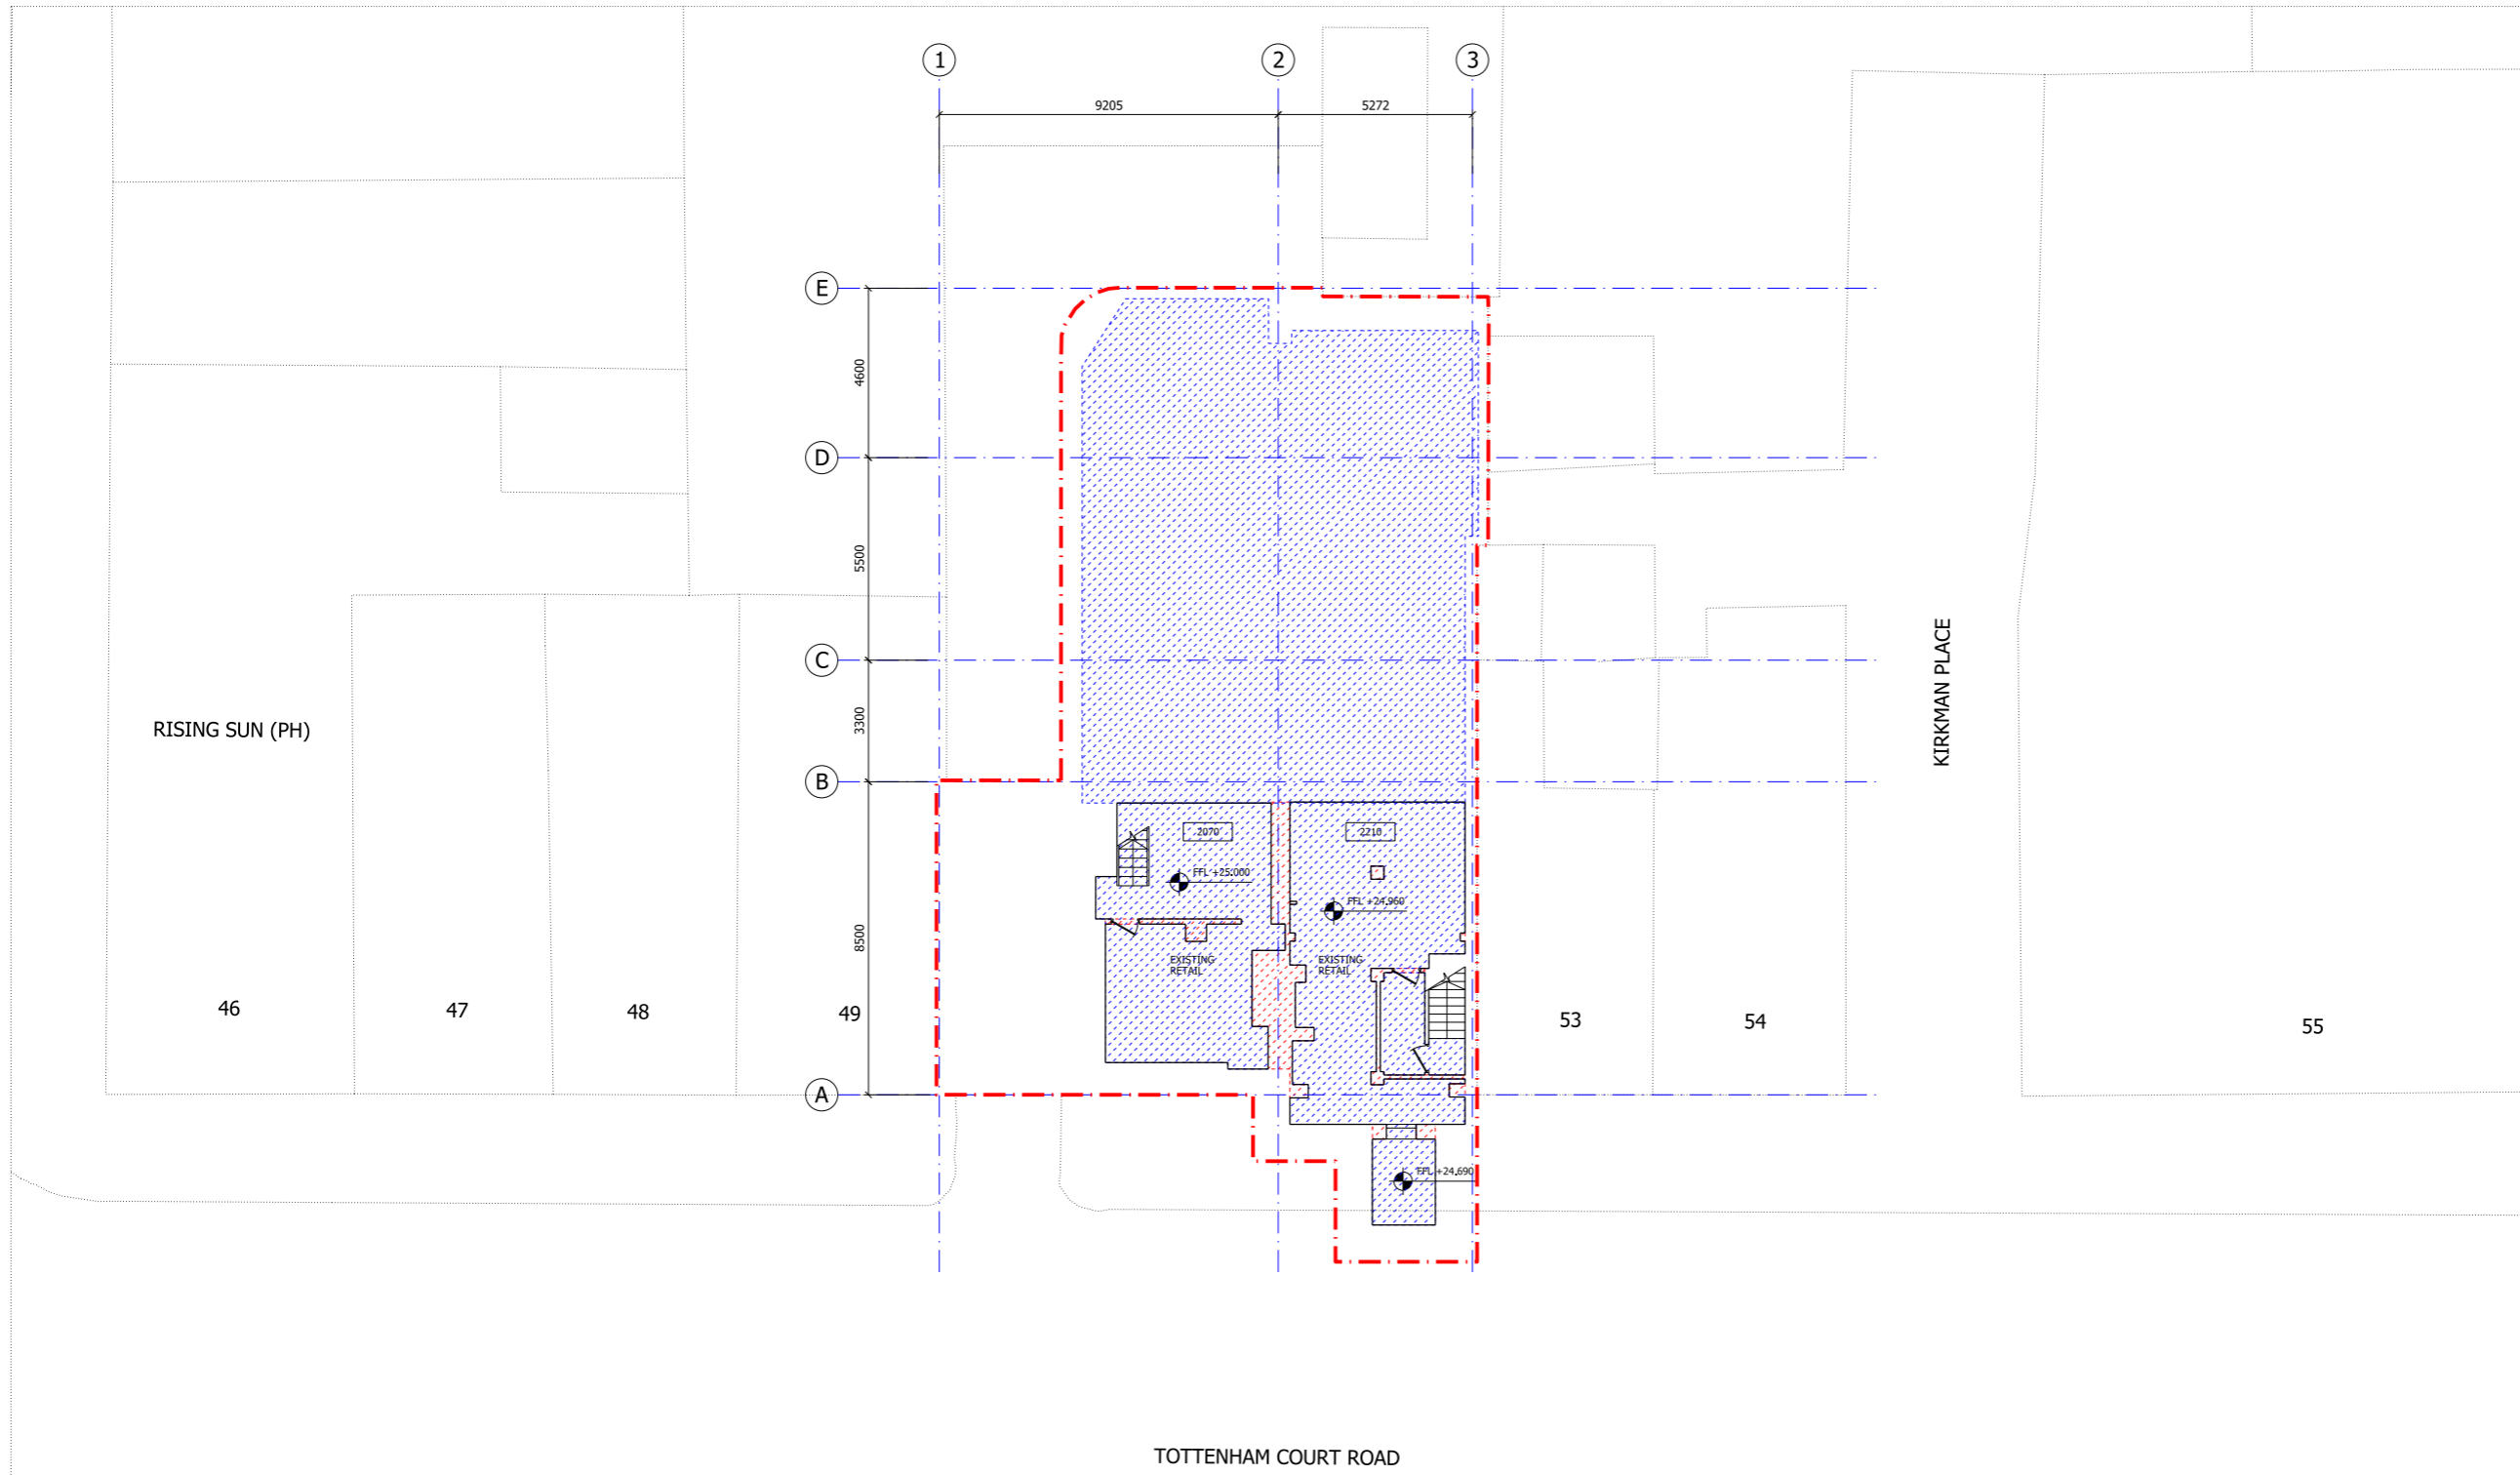 1
2
3
9205
5272
E
4600
D
5500
C
3300
B
8500
A
2070
2210
FFL +25.000
FFL +24.960
EXISTING
RETAIL
EXISTING
RETAIL
FFL +24.690
RISING SUN (PH)
KIRKMAN PLACE
46
47
48
49
53
54
55
TOTTENHAM COURT ROAD